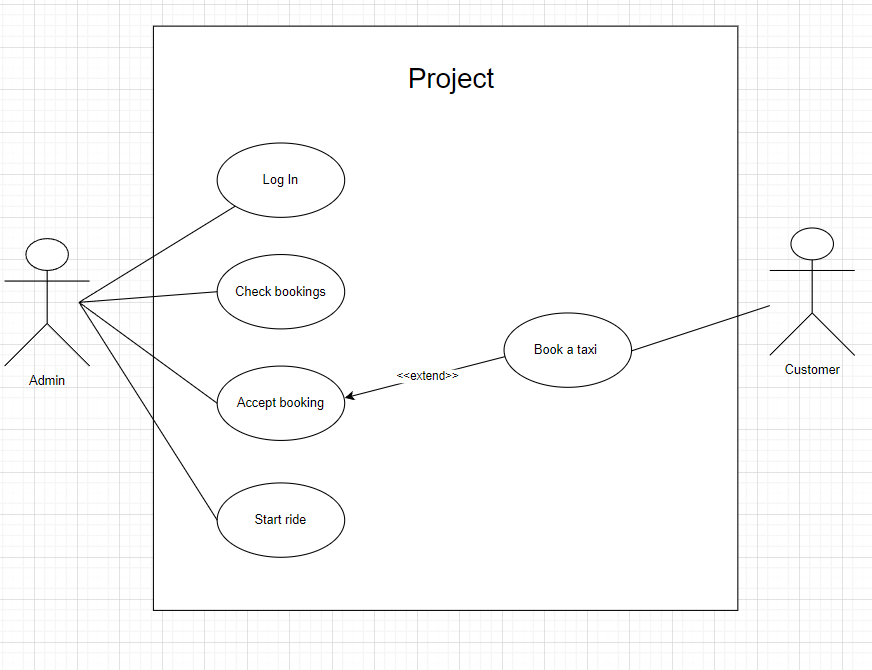 Project
Log In
Check bookings
Book a taxi
<<extend>>
Customer
Admin
Accept booking
Start ride